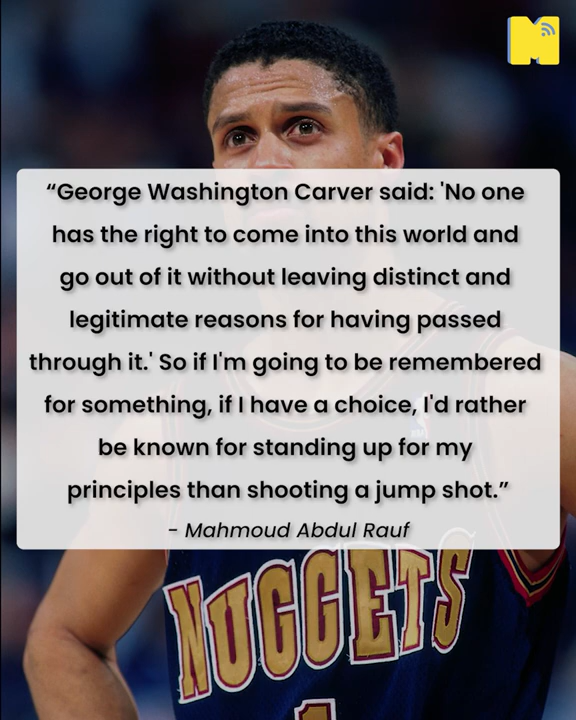 “George Washington Carver said: 'No one
has the right to come into this world and
go out of it without leaving distinct and
legitimate reasons for having passed
through it.' So if I'm going to be remembered
for something, if I have a choice, I'd rather
be known for standing up for my
principles than shooting a jump shot.”
- Mahmoud Abdul Rauf
NUGGETS
1